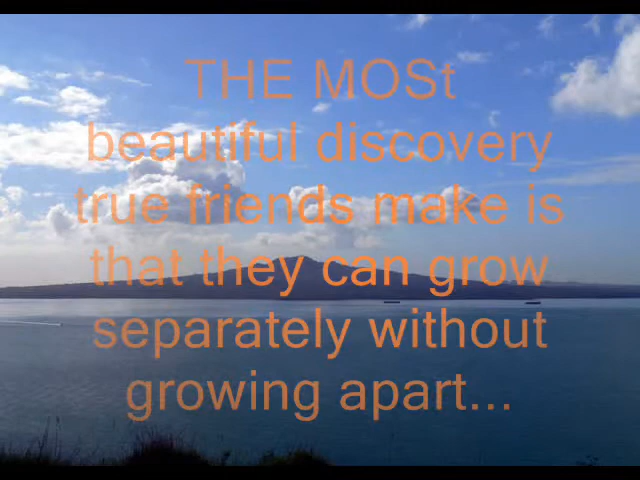 THE MOSt
beautiful discovery
true friends make is
that they can grow
separately without
growing apart...